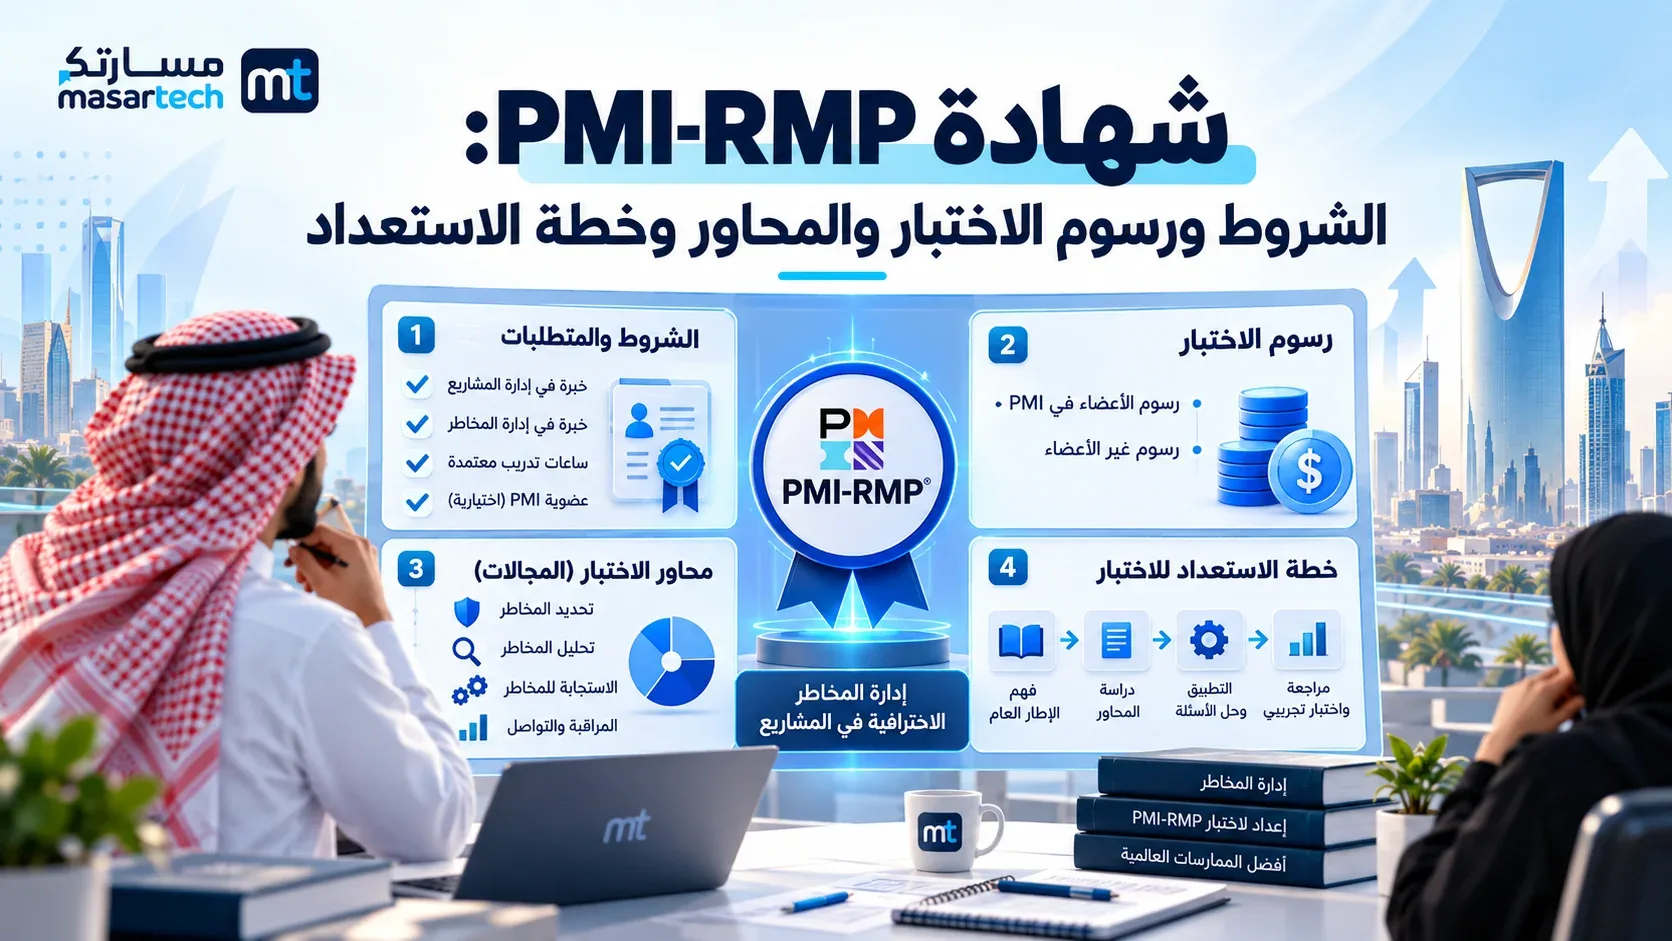 مسارتك
masartech
mt
شهادة PMI-RMP:
الشروط ورسوم الاختبار والمحاور وخطة الاستعداد
1
الشروط والمتطلبات
خبرة في إدارة المشاريع
خبرة في إدارة المخاطر
ساعات تدريب معتمدة
عضوية PMI (اختيارية)
2
رسوم الاختبار
رسوم الأعضاء في PMI •
رسوم غير الأعضاء
$
PM
PMI-RMP®
إدارة المخاطر
الاحترافية في المشاريع
3
محاور الاختبار (المجالات)
تحديد المخاطر
تحليل المخاطر
الاستجابة للمخاطر
المراقبة والتواصل
4
خطة الاستعداد للاختبار
فهم
الإطار العام
دراسة
المحاور
التطبيق
وحل الأسئلة
مراجعة
واختبار تجريبي
mt
mt
إدارة المخاطر
إعداد لاختبار PMI-RMP
أفضل الممارسات العالمية